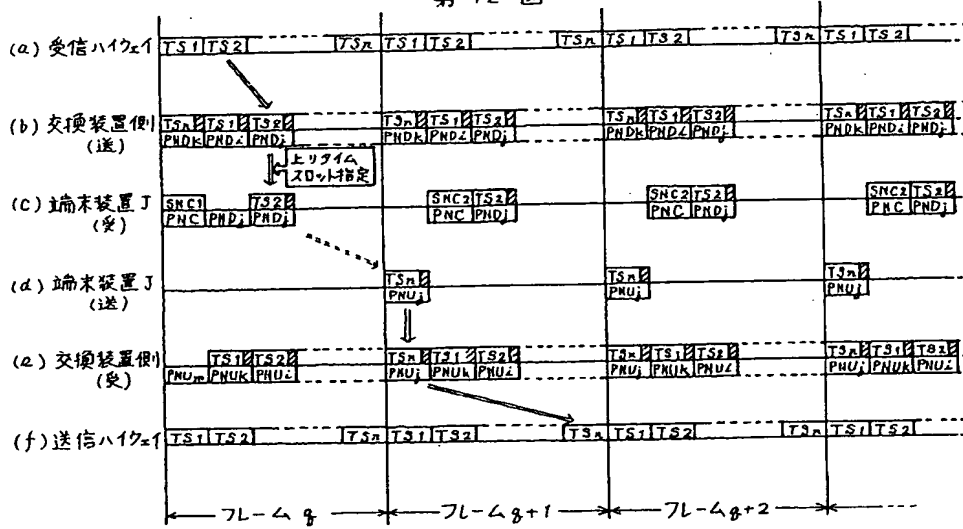 第 12 図
(a) 受信ハイウェイ TS1 TS2 TSn TS1 TS2 TSn TS1 TS2 TSn TS1 TS2
(b) 交換装置側 TSn TS1 TS2 TSn TS1 TS2 TSn TS1 TS2 TSn TS1 TS2
(送) PNDk PNDi PNDj PNDk PNDi PNDj PNDk PNDi PNDj PNDk PNDi PNDj
上りタイム
スロット指定
(c) 端末装置J SNC1 TS2 SNC2 TS2 SNC2 TS2 SNC2 TS2
(受) PNC PNDj PNDj PNC PNDj PNC PNDj PNC PNDj
(d) 端末装置J TSn TSn TSn
(送) PNUj PNUj PNUj
(e) 交換装置側 TS1 TS2 TSn TS1 TS2 TSn TS1 TS2 TSn TS1 TS2
(受) PNUm PNUk PNUi PNUj PNUk PNUi PNUj PNUk PNUi PNUj PNUk PNUi
(f) 送信ハイウェイ TS1 TS2 TSn TS1 TS2 TSn TS1 TS2 TSn TS1 TS2
フレーム q フレーム q+1 フレーム q+2